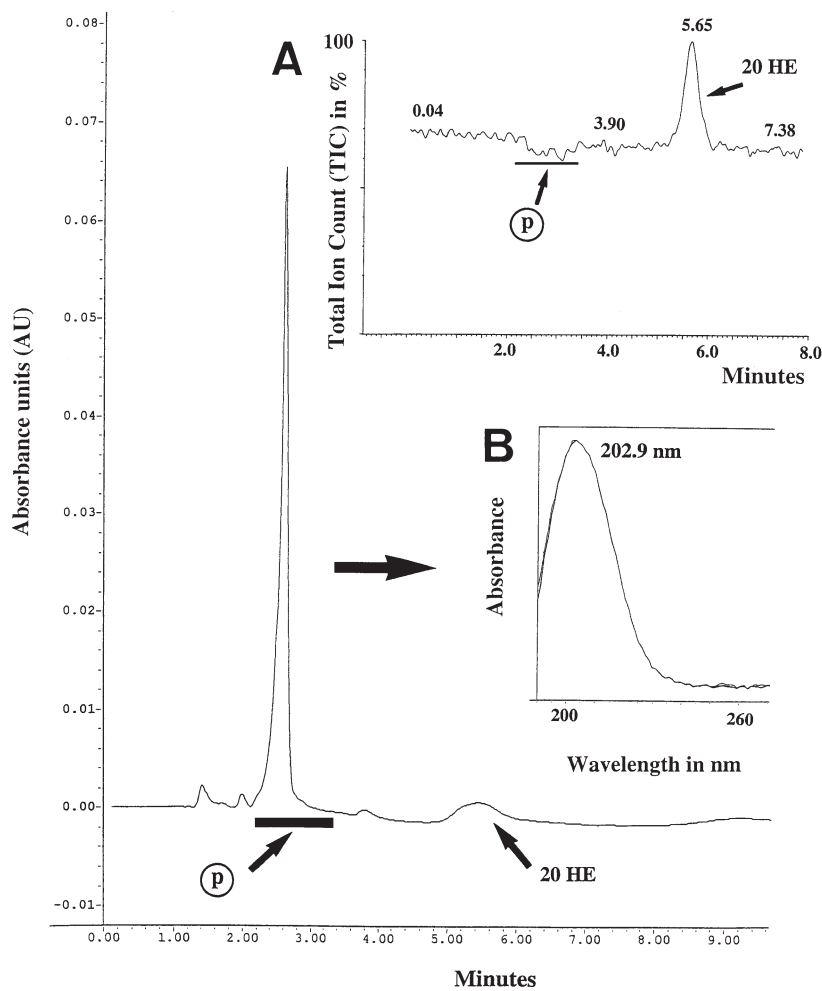 0.08-
0.07-
0.06-
0.05-
0.04-
0.03-
0.02-
0.01-
0.00-
-0.01-
Absorbance units (AU)
A
100
Total Ion Count (TIC) in %
0.04
3.90
5.65
20 HE
7.38
p
2.0 4.0 6.0 8.0
Minutes
B
202.9 nm
Absorbance
200 260
Wavelength in nm
p
20 HE
0.00 1.00 2.00 3.00 4.00 5.00 6.00 7.00 8.00 9.00
Minutes